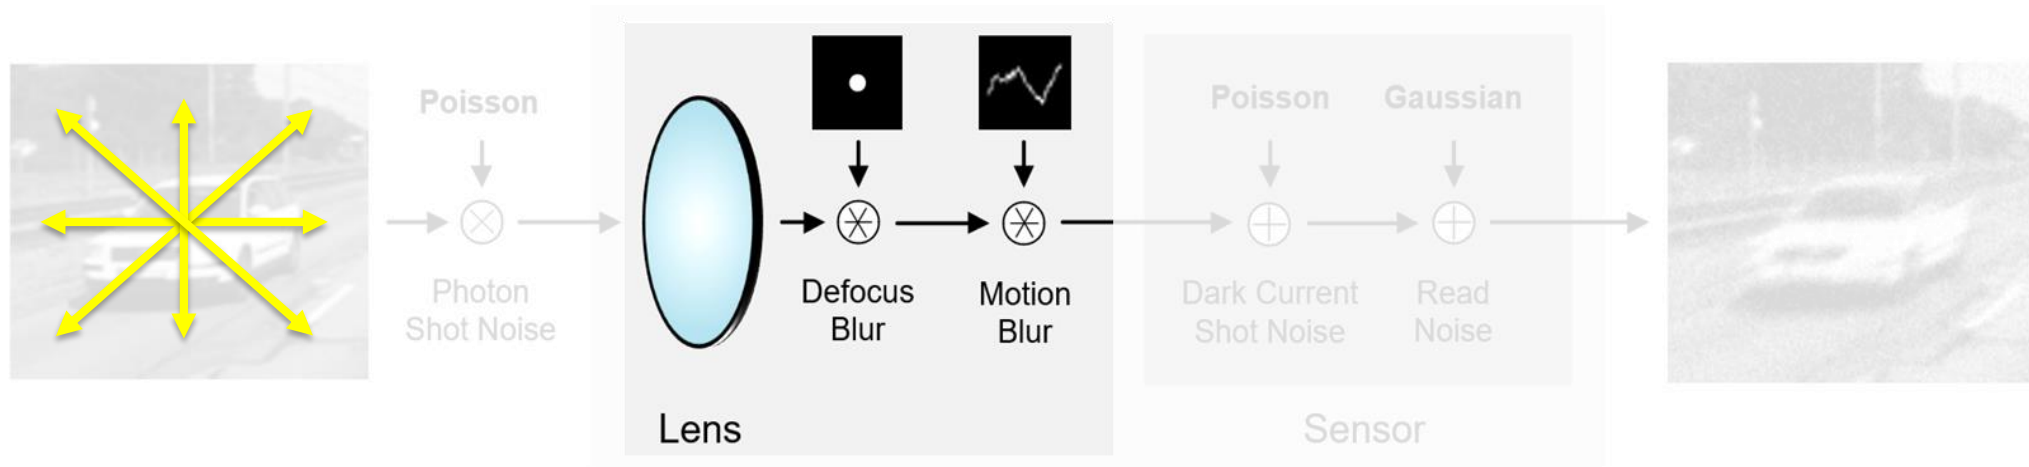 Poisson
Photon
Shot Noise
Defocus
Blur
Motion
Blur
Lens
Poisson
Gaussian
Dark Current
Shot Noise
Read
Noise
Sensor